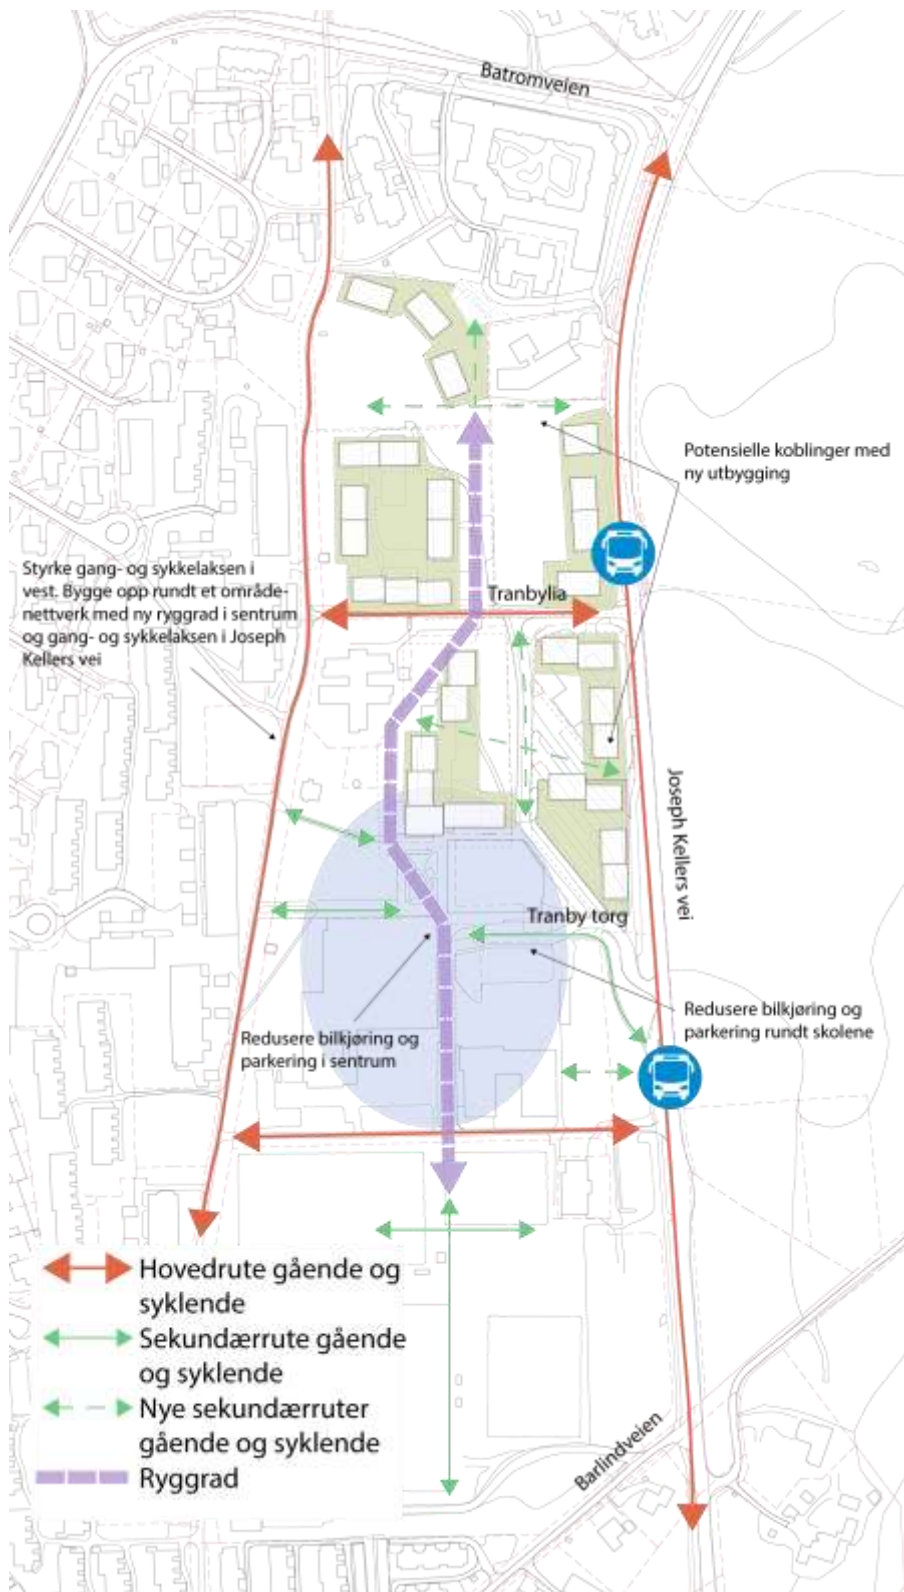 Batromveien
Potensielle koblinger med
ny utbygging
Styrke gang- og sykkelaksen i
vest. Bygge opp rundt et område-
nettverk med ny ryggrad i sentrum
og gang- og sykkelaksen i Joseph
Kellers vei
Tranbylia
Joseph Kellers vei
Tranby torg
Redusere bilkjøring og
parkering i sentrum
Redusere bilkjøring og
parkering rundt skolene
Hovedrute gående og
syklende
Sekundærrute gående
og syklende
Nye sekundærruter
gående og syklende
Ryggrad
Barlindveien